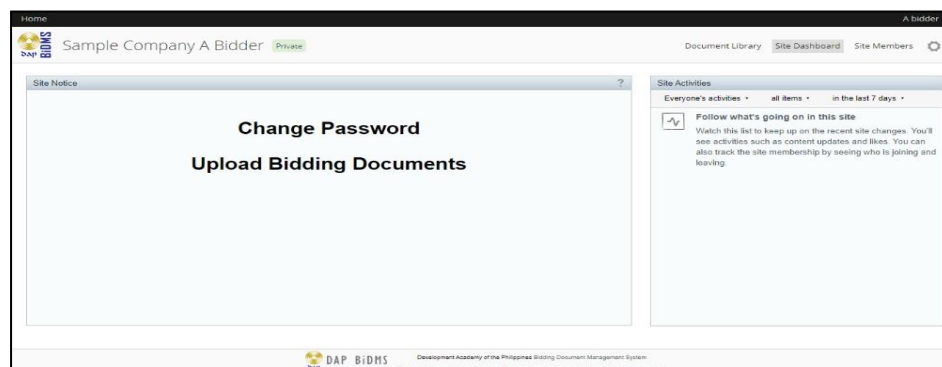 Home
A bidder
DAP BiDMS
Sample Company A Bidder Private
Document Library Site Dashboard Site Members
Site Notice ?
Change Password
Upload Bidding Documents
Site Activities
Everyone's activities all items in the last 7 days
Follow what's going on in this site
Watch this list to keep up on the recent site changes. You'll
see activities such as content updates and likes. You can
also track the site membership by seeing who is joining and
leaving.
DAP BiDMS
Development Academy of the Philippines Bidding Document Management System